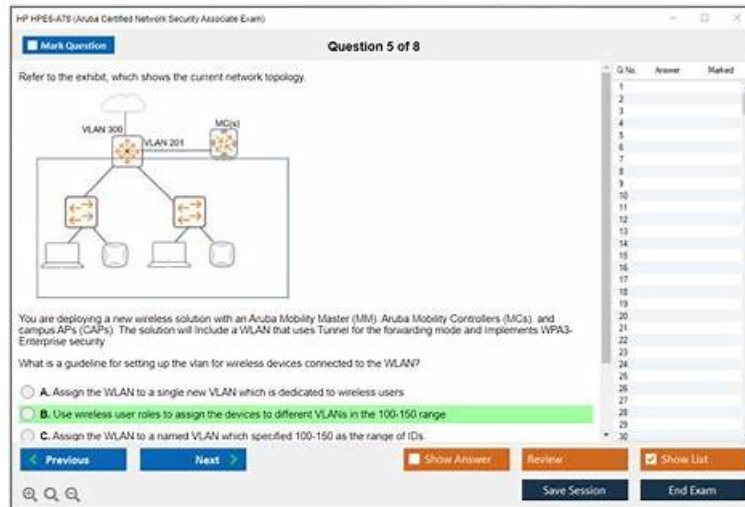 HP HPE6-A78 (Aruba Certified Network Security Associate Exam)
Mark Question
Question 5 of 8
Refer to the exhibit, which shows the current network topology.
VLAN 300
VLAN 201
MC(s)
You are deploying a new wireless solution with an Aruba Mobility Master (MM). Aruba Mobility Controllers (MCs). and
campus APs (CAPs). The solution will Include a WLAN that uses Tunnel for the forwarding mode and Implements WPA3-
Enterprise security
What is a guideline for setting up the vlan for wireless devices connected to the WLAN?
A. Assign the WLAN to a single new VLAN which is dedicated to wireless users
B. Use wireless user roles to assign the devices to different VLANs in the 100-150 range
C. Assign the WLAN to a named VLAN which specified 100-150 as the range of IDs
Q No. Answer Marked
1
2
3
4
5
6
7
8
9
10
11
12
13
14
15
16
17
18
19
20
21
22
23
24
25
26
27
28
29
30
Previous
Next
Show Answer
Review
Show List
Save Session
End Exam